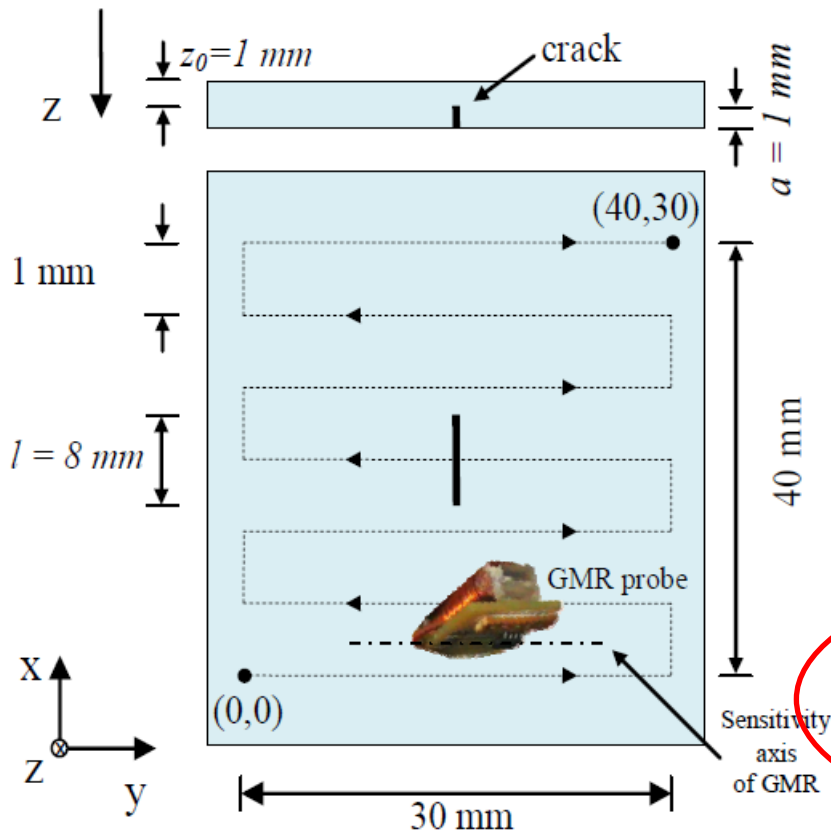 z₀=1 mm
crack
Z
a = 1 mm
(40,30)
1 mm
l = 8 mm
40 mm
GMR probe
X
(0,0)
Sensitivity
axis
of GMR
Z
y
30 mm